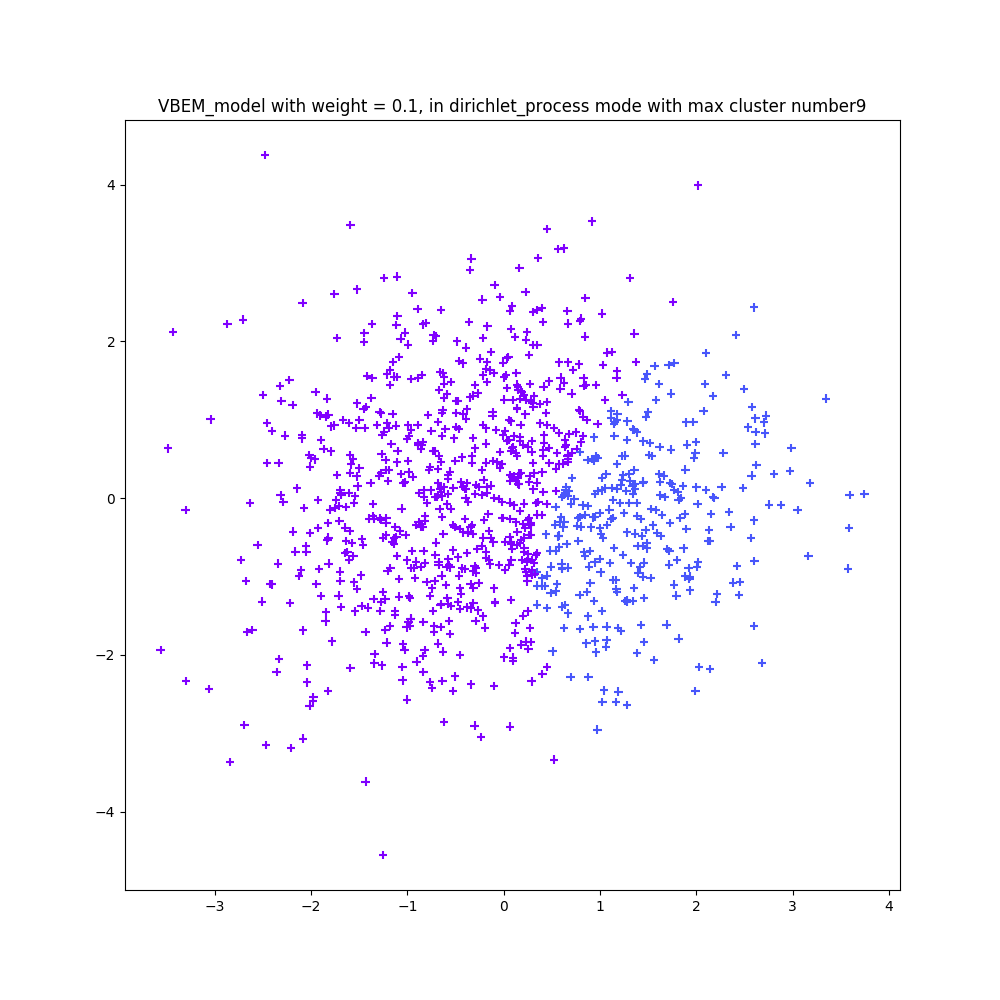 VBEM_model with weight = 0.1, in dirichlet_process mode with max cluster number9
4
2
0
−2
−4
−3 −2 −1 0 1 2 3 4